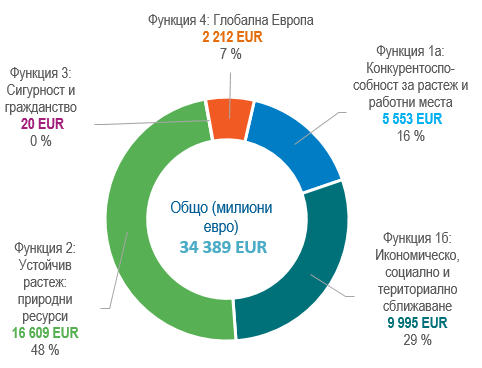 Функция 4: Глобална Европа
2 212 EUR
7 %
Функция 1а:
Конкурентоспо-
собност за растеж и
работни места
5 553 EUR
16 %
Функция 3:
Сигурност и
гражданство
20 EUR
0 %
Общо (милиони
евро)
34 389 EUR
Функция 2:
Устойчив
растеж:
природни
ресурси
16 609 EUR
48 %
Функция 1б:
Икономическо,
социално и
териториално
сближаване
9 995 EUR
29 %